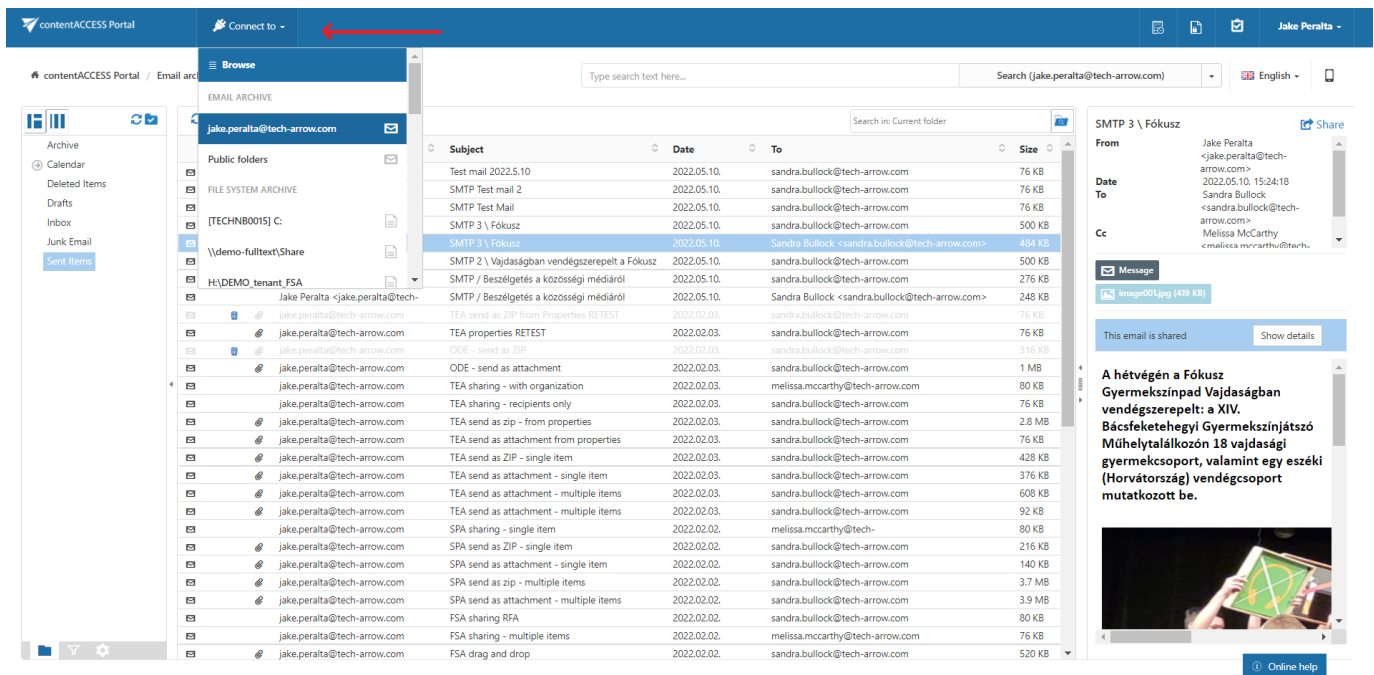 contentACCESS Portal
Connect to
Jake Peralta
contentACCESS Portal / Email arc
Type search text here...
Search (jake.peralta@tech-arrow.com)
English
Browse
EMAIL ARCHIVE
jake.peralta@tech-arrow.com
Public folders
FILE SYSTEM ARCHIVE
[TECHNB0015] C:
\\demo-fulltext\Share
H:\DEMO_tenant_FSA
Archive
Calendar
Deleted Items
Drafts
Inbox
Junk Email
Sent Items
Search in: Current folder
Subject Date To Size
Test mail 2022.5.10 2022.05.10. sandra.bullock@tech-arrow.com 76 KB
SMTP Test mail 2 2022.05.10. sandra.bullock@tech-arrow.com 76 KB
SMTP Test Mail 2022.05.10. sandra.bullock@tech-arrow.com 76 KB
SMTP 3 \ Fókusz 2022.05.10. sandra.bullock@tech-arrow.com 500 KB
SMTP 3 \ Fókusz 2022.05.10. Sandra Bullock <sandra.bullock@tech-arrow.com> 484 KB
SMTP 2 \ Vajdaságban vendégszerepelt a Fókusz 2022.05.10. sandra.bullock@tech-arrow.com 500 KB
SMTP / Beszélgetés a közösségi médiáról 2022.05.10. sandra.bullock@tech-arrow.com 276 KB
Jake Peralta <jake.peralta@tech- SMTP / Beszélgetés a közösségi médiáról 2022.05.10. Sandra Bullock <sandra.bullock@tech-arrow.com> 248 KB
jake.peralta@tech-arrow.com TEA send as ZIP from Properties RETEST 2022.02.03. sandra.bullock@tech-arrow.com 76 KB
jake.peralta@tech-arrow.com TEA properties RETEST 2022.02.03. sandra.bullock@tech-arrow.com 76 KB
jake.peralta@tech-arrow.com ODE - send as ZIP 2022.02.03. sandra.bullock@tech-arrow.com 316 KB
jake.peralta@tech-arrow.com ODE - send as attachment 2022.02.03. sandra.bullock@tech-arrow.com 1 MB
jake.peralta@tech-arrow.com TEA sharing - with organization 2022.02.03. melissa.mccarthy@tech-arrow.com 80 KB
jake.peralta@tech-arrow.com TEA sharing - recipients only 2022.02.03. sandra.bullock@tech-arrow.com 76 KB
jake.peralta@tech-arrow.com TEA send as zip - from properties 2022.02.03. sandra.bullock@tech-arrow.com 2.8 MB
jake.peralta@tech-arrow.com TEA send as attachment from properties 2022.02.03. sandra.bullock@tech-arrow.com 76 KB
jake.peralta@tech-arrow.com TEA send as ZIP - single item 2022.02.03. sandra.bullock@tech-arrow.com 428 KB
jake.peralta@tech-arrow.com TEA send as attachment - single item 2022.02.03. sandra.bullock@tech-arrow.com 376 KB
jake.peralta@tech-arrow.com TEA send as attachment - multiple items 2022.02.03. sandra.bullock@tech-arrow.com 608 KB
jake.peralta@tech-arrow.com TEA send as attachment - multiple items 2022.02.03. sandra.bullock@tech-arrow.com 92 KB
jake.peralta@tech-arrow.com SPA sharing - single item 2022.02.02. melissa.mccarthy@tech- 80 KB
jake.peralta@tech-arrow.com SPA send as ZIP - single item 2022.02.02. sandra.bullock@tech-arrow.com 216 KB
jake.peralta@tech-arrow.com SPA send as attachment - single item 2022.02.02. sandra.bullock@tech-arrow.com 140 KB
jake.peralta@tech-arrow.com SPA send as zip - multiple items 2022.02.02. sandra.bullock@tech-arrow.com 3.7 MB
jake.peralta@tech-arrow.com SPA send as attachment - multiple items 2022.02.02. sandra.bullock@tech-arrow.com 3.9 MB
jake.peralta@tech-arrow.com FSA sharing RFA 2022.02.02. sandra.bullock@tech-arrow.com 80 KB
jake.peralta@tech-arrow.com FSA sharing - multiple items 2022.02.02. melissa.mccarthy@tech-arrow.com 76 KB
jake.peralta@tech-arrow.com FSA drag and drop 2022.02.02. sandra.bullock@tech-arrow.com 520 KB
SMTP 3 \ Fókusz Share
From Jake Peralta
<jake.peralta@tech-
arrow.com>
Date 2022.05.10. 15:24:18
To Sandra Bullock
<sandra.bullock@tech-
arrow.com>
Cc Melissa McCarthy
<melissa.mccarthy@tech-
Message
image001.jpg (419 KB)
This email is shared Show details
A hétvégén a Fókusz
Gyermekszínpad Vajdaságban
vendégszerepelt: a XIV.
Bácsfeketehegyi Gyermekszínjátszó
Műhelytalálkozón 18 vajdasági
gyermekcsoport, valamint egy eszéki
(Horvátország) vendégcsoport
mutatkozott be.
Online help